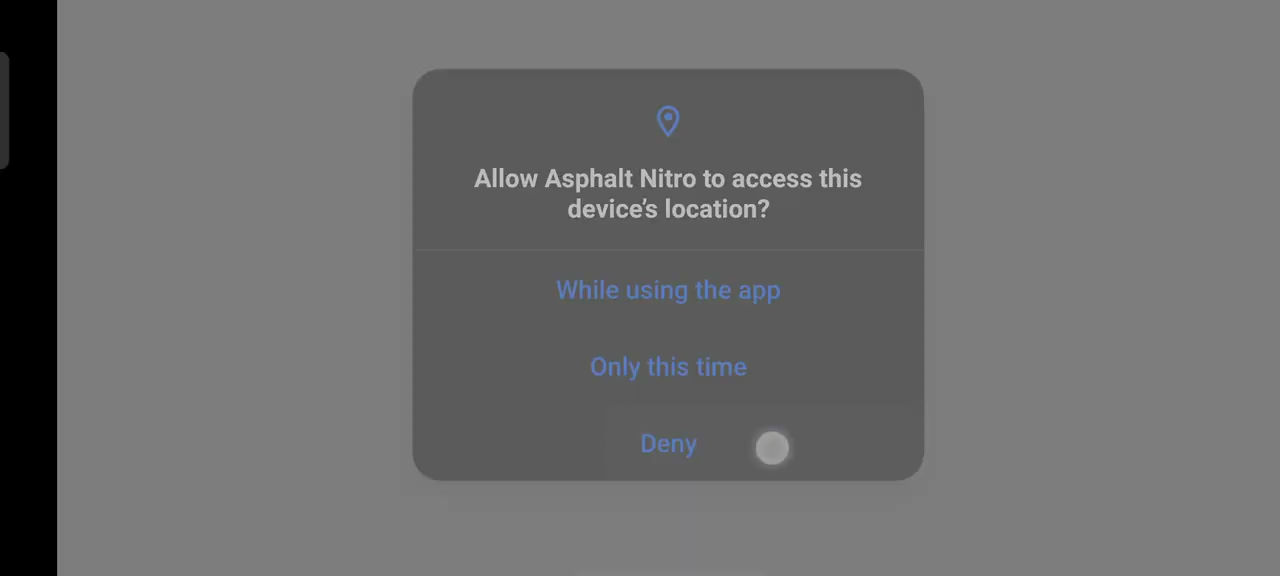 Allow Asphalt Nitro to access this
device’s location?
While using the app
Only this time
Deny